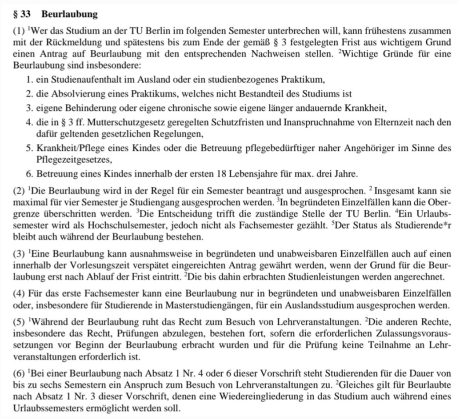 § 33 Beurlaubung
(1) ¹Wer das Studium an der TU Berlin im folgenden Semester unterbrechen will, kann frühestens zusammen
mit der Rückmeldung und spätestens bis zum Ende der gemäß § 3 festgelegten Frist aus wichtigem Grund
einen Antrag auf Beurlaubung mit den entsprechenden Nachweisen stellen. ²Wichtige Gründe für eine
Beurlaubung sind insbesondere:
1. ein Studienaufenthalt im Ausland oder ein studienbezogenes Praktikum,
2. die Absolvierung eines Praktikums, welches nicht Bestandteil des Studiums ist
3. eigene Behinderung oder eigene chronische sowie eigene länger andauernde Krankheit,
4. die in § 3 ff. Mutterschutzgesetz geregelten Schutzfristen und Inanspruchnahme von Elternzeit nach den
dafür geltenden gesetzlichen Regelungen,
5. Krankheit/Pflege eines Kindes oder die Betreuung pflegebedürftiger naher Angehöriger im Sinne des
Pflegezeitgesetzes,
6. Betreuung eines Kindes innerhalb der ersten 18 Lebensjahre für max. drei Jahre.
(2) ¹Die Beurlaubung wird in der Regel für ein Semester beantragt und ausgesprochen. ² Insgesamt kann sie
maximal für vier Semester je Studiengang ausgesprochen werden. ³In begründeten Einzelfällen kann die Ober-
grenze überschritten werden. ³Die Entscheidung trifft die zuständige Stelle der TU Berlin. ⁴Ein Urlaubs-
semester wird als Hochschulsemester, jedoch nicht als Fachsemester gezählt. ⁵Der Status als Studierende*r
bleibt auch während der Beurlaubung bestehen.
(3) ¹Eine Beurlaubung kann ausnahmsweise in begründeten und unabweisbaren Einzelfällen auch auf einen
innerhalb der Vorlesungszeit verspätet eingereichten Antrag gewährt werden, wenn der Grund für die Beur-
laubung erst nach Ablauf der Frist eintritt. ²Die bis dahin erbrachten Studienleistungen werden angerechnet.
(4) Für das erste Fachsemester kann eine Beurlaubung nur in begründeten und unabweisbaren Einzelfällen
oder, insbesondere für Studierende in Masterstudiengängen, für ein Auslandsstudium ausgesprochen werden.
(5) ¹Während der Beurlaubung ruht das Recht zum Besuch von Lehrveranstaltungen. ²Die anderen Rechte,
insbesondere das Recht, Prüfungen abzulegen, bestehen fort, sofern die erforderlichen Zulassungsvoraus-
setzungen vor Beginn der Beurlaubung erbracht wurden und für die Prüfung keine Teilnahme an Lehr-
veranstaltungen erforderlich ist.
(6) ¹Bei einer Beurlaubung nach Absatz 1 Nr. 4 oder 6 dieser Vorschrift steht Studierenden für die Dauer von
bis zu sechs Semestern ein Anspruch zum Besuch von Lehrveranstaltungen zu. ²Gleiches gilt für Beurlaubte
nach Absatz 1 Nr. 3 dieser Vorschrift, denen eine Wiedereingliederung in das Studium auch während eines
Urlaubssemesters ermöglicht werden soll.